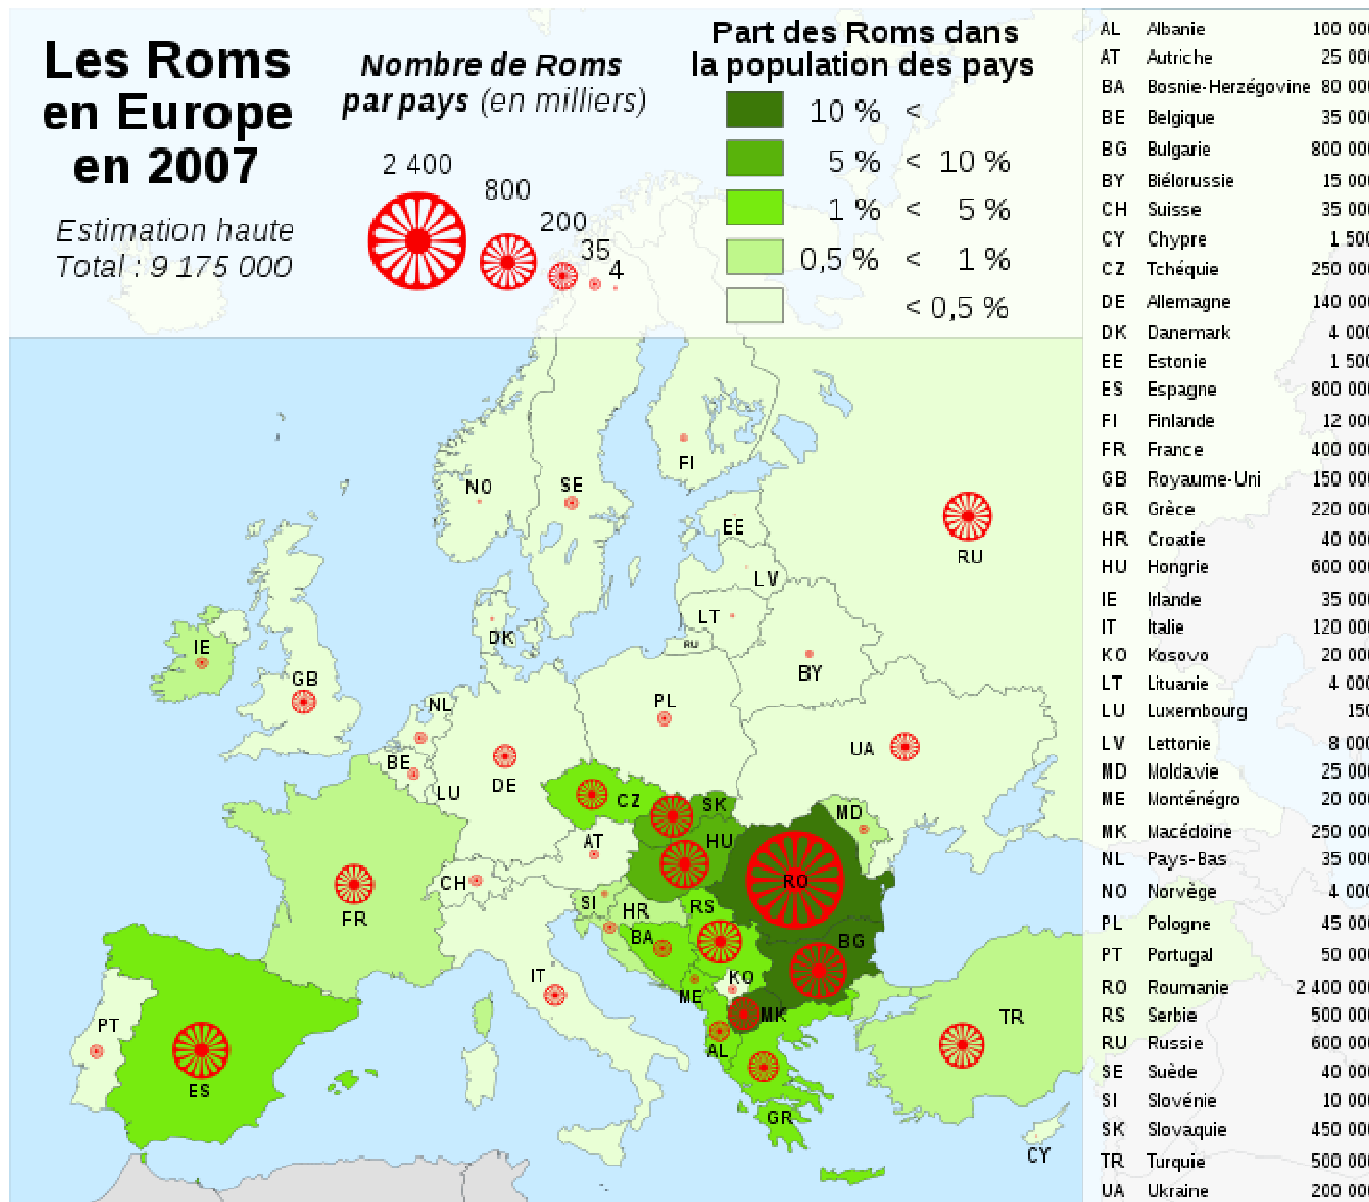 Les Roms
en Europe
en 2007
Estimation haute
Total : 9 175 000
Nombre de Roms
par pays (en milliers)
2 400
800
200
35
4
Part des Roms dans
la population des pays
10 % <
5 % < 10 %
1 % < 5 %
0,5 % < 1 %
< 0,5 %
NO
SE
FI
EE
LV
LT
RU
RU
DK
IE
GB
NL
BE
LU
DE
PL
BY
UA
CZ
SK
AT
HU
MD
CH
FR
SI
HR
RO
RS
BA
BG
IT
KO
ME
MK
AL
PT
ES
GR
TR
CY
AL Albanie 100 000
AT Autriche 25 000
BA Bosnie-Herzégovine 80 000
BE Belgique 35 000
BG Bulgarie 800 000
BY Biélorussie 15 000
CH Suisse 35 000
CY Chypre 1 500
CZ Tchéquie 250 000
DE Allemagne 140 000
DK Danemark 4 000
EE Estonie 1 500
ES Espagne 800 000
FI Finlande 12 000
FR France 400 000
GB Royaume-Uni 150 000
GR Grèce 220 000
HR Croatie 40 000
HU Hongrie 600 000
IE Irlande 35 000
IT Italie 120 000
KO Kosovo 20 000
LT Lituanie 4 000
LU Luxembourg 150
LV Lettonie 8 000
MD Moldavie 25 000
ME Monténégro 20 000
MK Macédoine 250 000
NL Pays-Bas 35 000
NO Norvège 4 000
PL Pologne 45 000
PT Portugal 50 000
RO Roumanie 2 400 000
RS Serbie 500 000
RU Russie 600 000
SE Suède 40 000
SI Slovénie 10 000
SK Slovaquie 450 000
TR Turquie 500 000
UA Ukraine 200 000